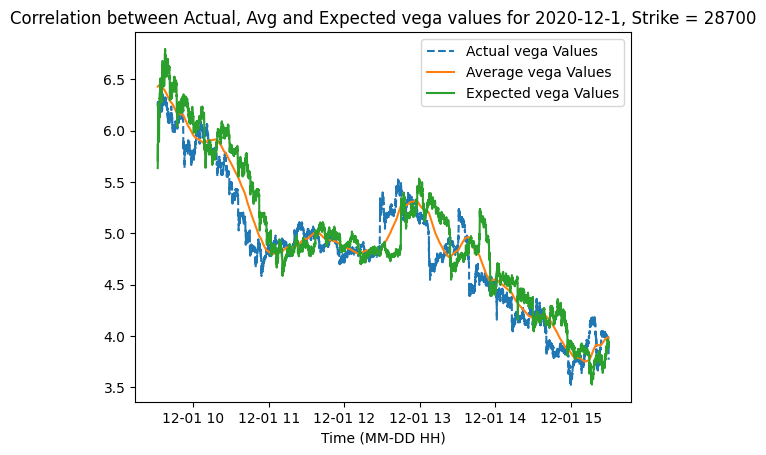 Correlation between Actual, Avg and Expected vega values for 2020-12-1, Strike = 28700
Actual vega Values
Average vega Values
Expected vega Values
6.5
6.0
5.5
5.0
4.5
4.0
3.5
12-01 10 12-01 11 12-01 12 12-01 13 12-01 14 12-01 15
Time (MM-DD HH)